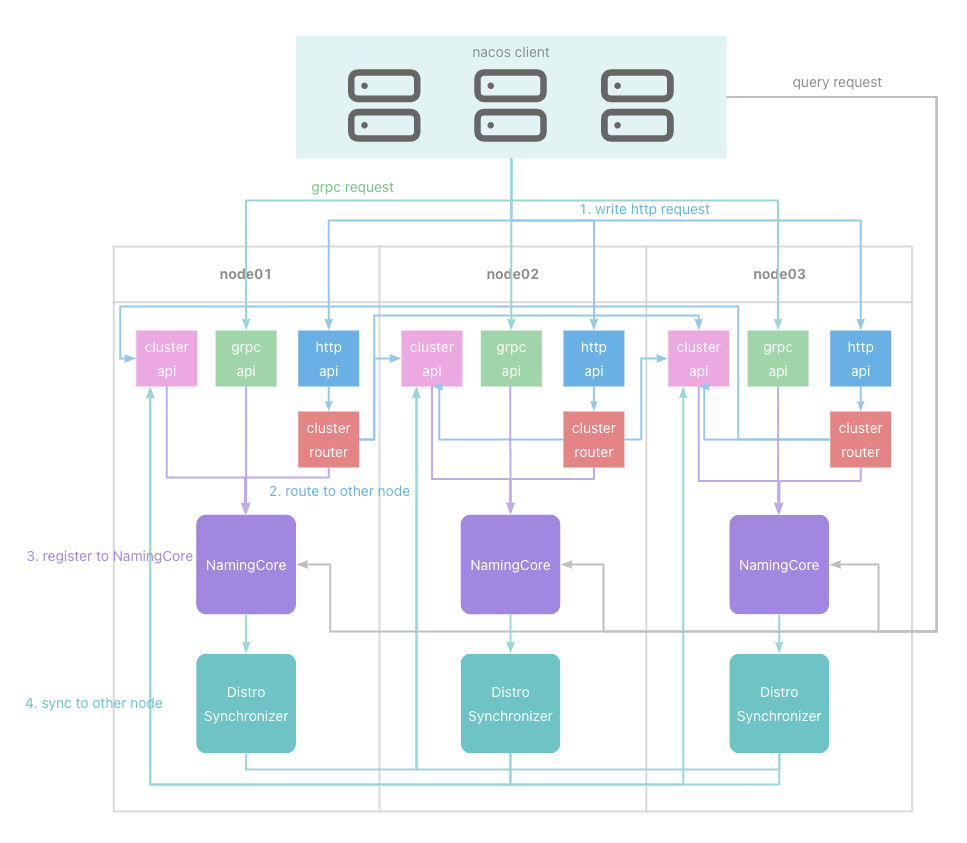 nacos client
query request
grpc request
1. write http request
node01
node02
node03
cluster
api
grpc
api
http
api
cluster
api
grpc
api
http
api
cluster
api
grpc
api
http
api
cluster
router
cluster
router
cluster
router
2. route to other node
3. register to NamingCore
NamingCore
NamingCore
NamingCore
4. sync to other node
Distro
Synchronizer
Distro
Synchronizer
Distro
Synchronizer